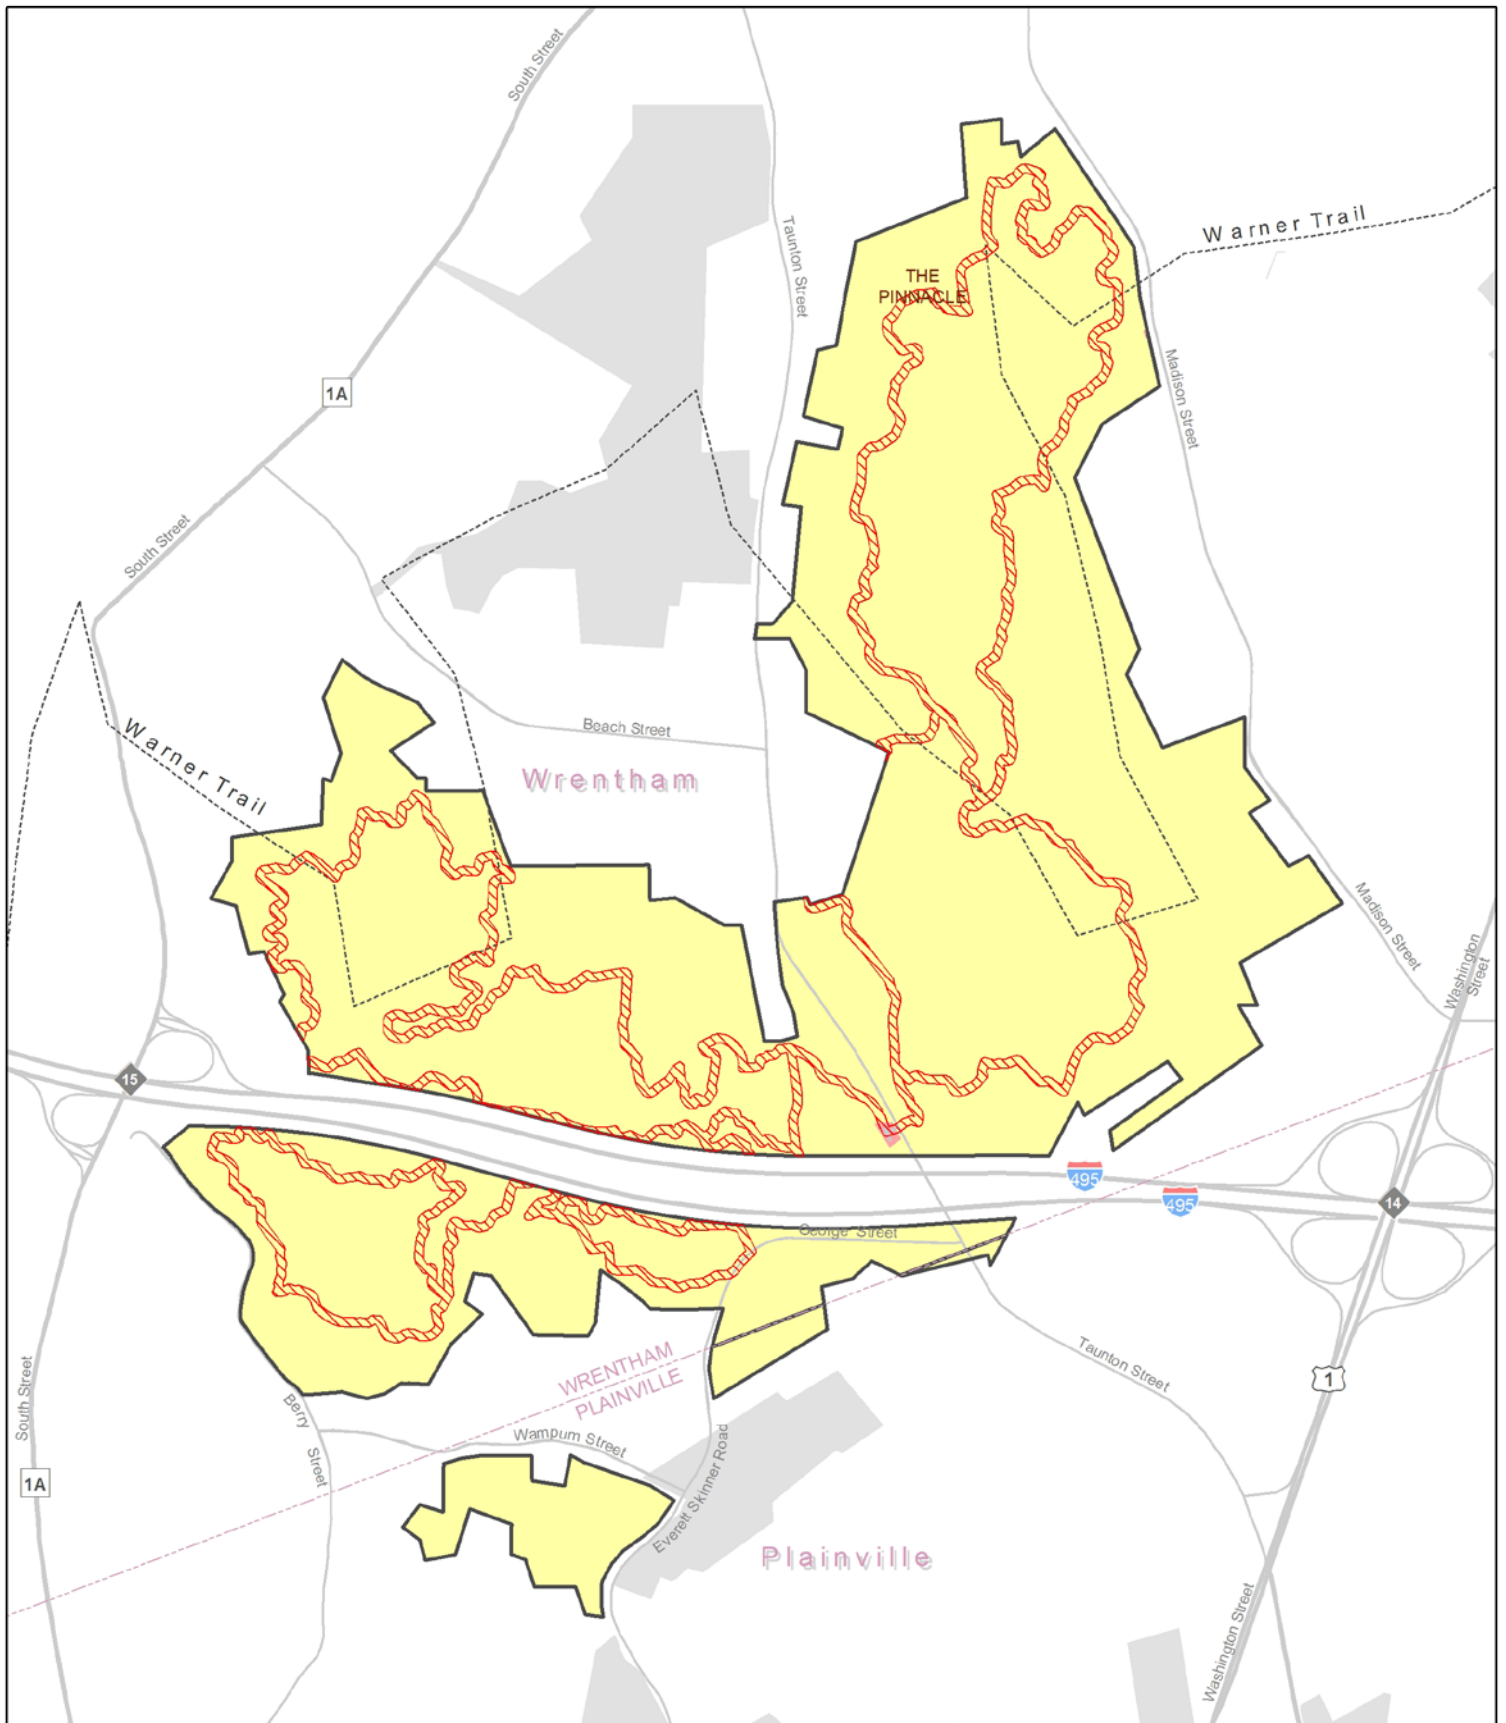 South Street
Taunton Street
Warner Trail
THE
PINNACLE
1A
Madison Street
South Street
Beach Street
Warner Trail
Wrentham
Madison Street
Washington
Street
15
495
495
14
George Street
WRENTHAM
PLAINVILLE
Taunton Street
South Street
1
Berry
Street
Wampum Street
Everett Skinner Road
1A
Plainville
Washington Street